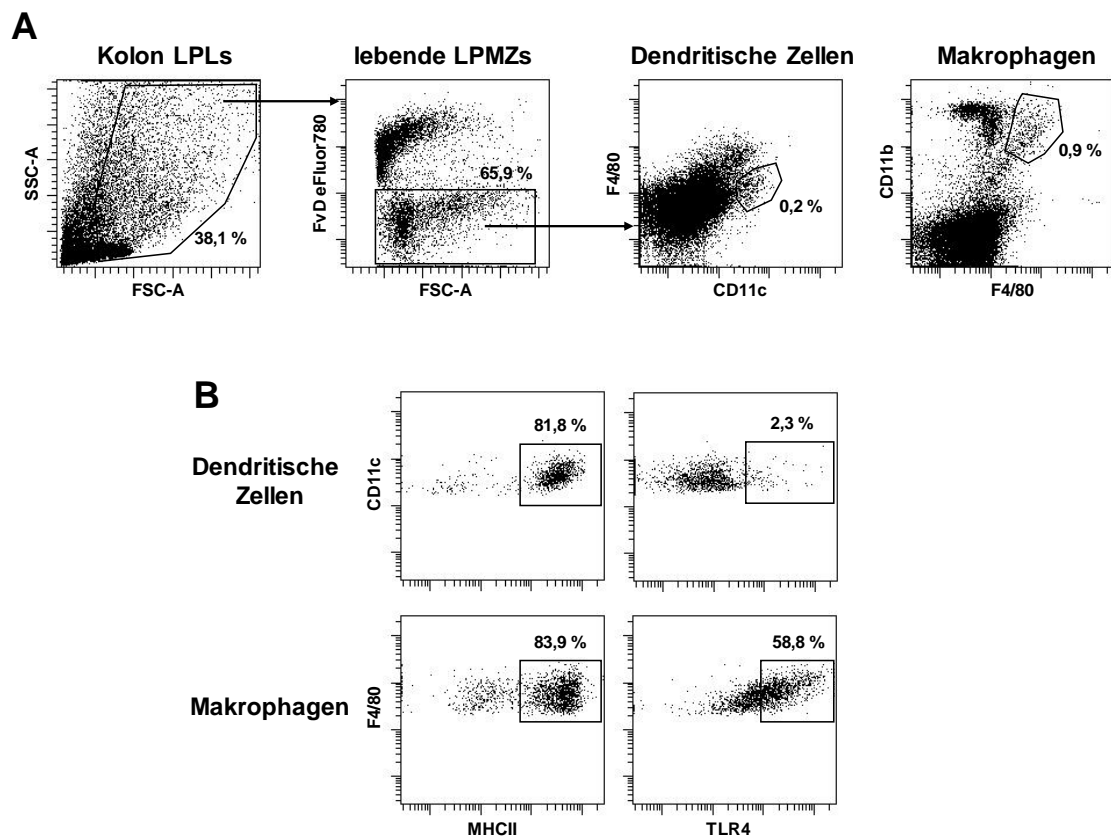 A
Kolon LPLs
lebende LPMZs
Dendritische Zellen
Makrophagen
SSC-A
38,1 %
FSC-A
FvD eFluor780
65,9 %
FSC-A
F4/80
0,2 %
CD11c
CD11b
0,9 %
F4/80
B
Dendritische
Zellen
CD11c
81,8 %
2,3 %
Makrophagen
F4/80
83,9 %
58,8 %
MHCII
TLR4